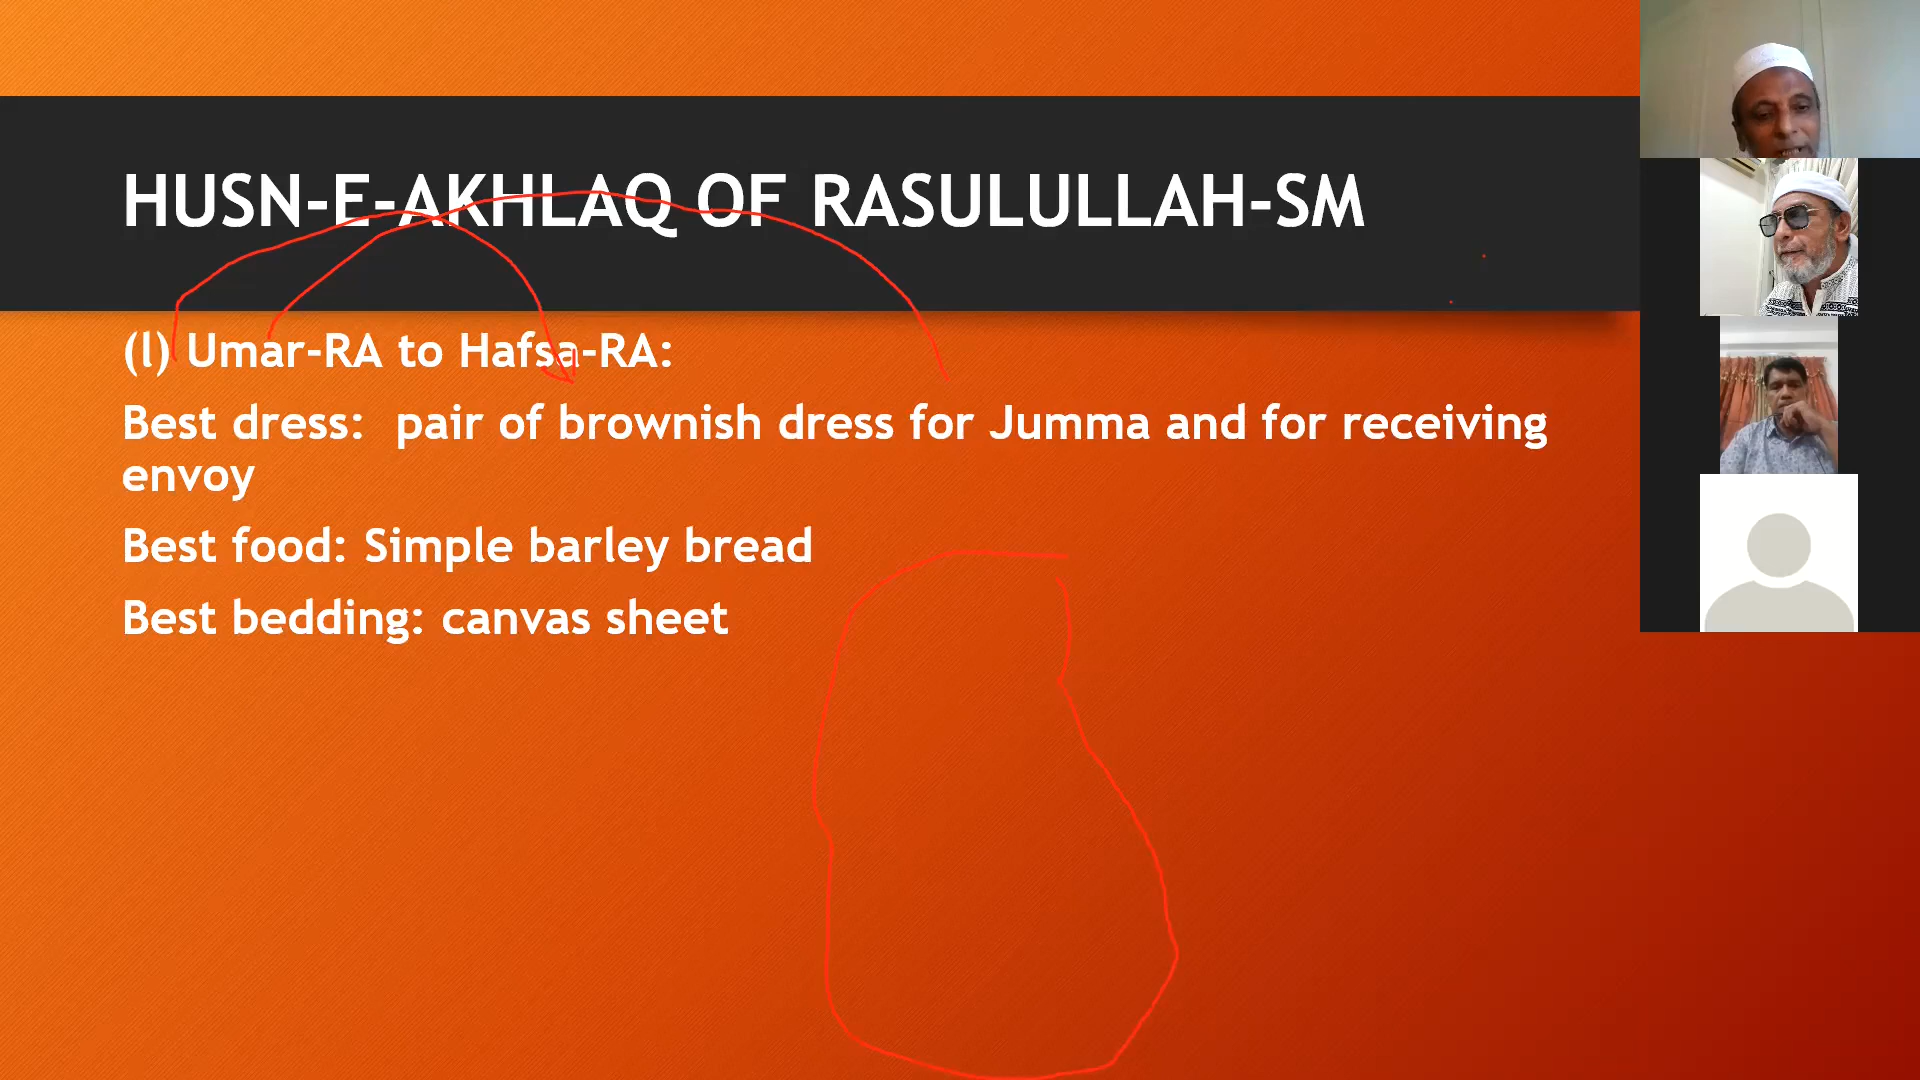 HUSN-E-AKHLAQ OF RASULULLAH-SM
(l) Umar-RA to Hafsa-RA:
Best dress:  pair of brownish dress for Jumma and for receiving
envoy
Best food: Simple barley bread
Best bedding: canvas sheet